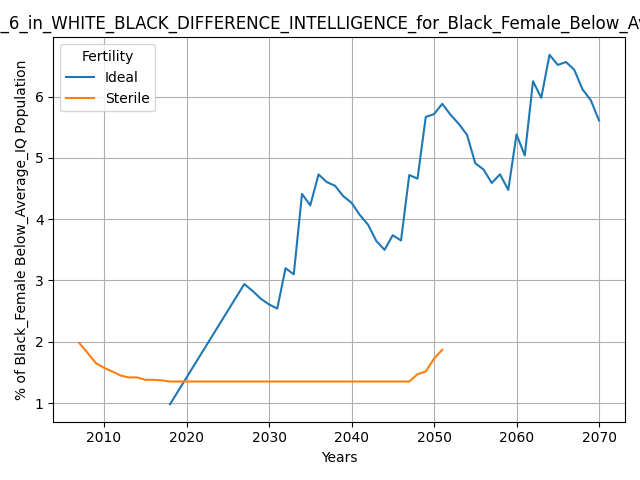 _6_in_WHITE_BLACK_DIFFERENCE_INTELLIGENCE_for_Black_Female_Below_Av
Fertility
Ideal
Sterile
% of Black_Female Below_Average_IQ Population
6
5
4
3
2
1
2010 2020 2030 2040 2050 2060 2070
Years